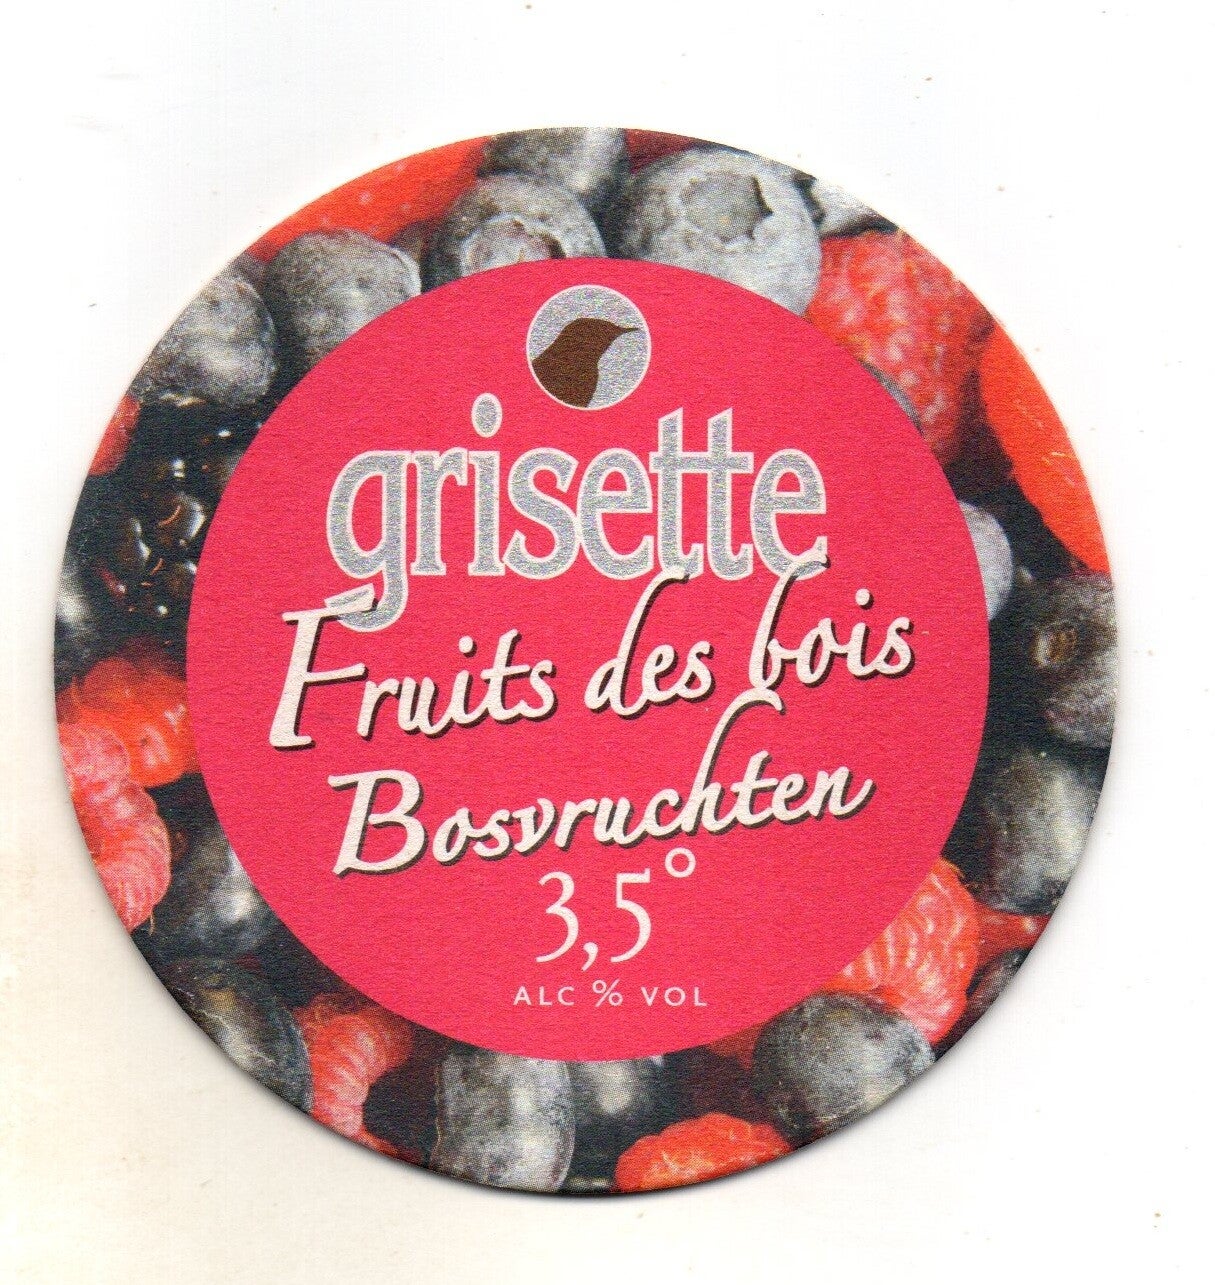 grisette
Fruits des bois
Bosvruchten
3,5°
ALC % VOL